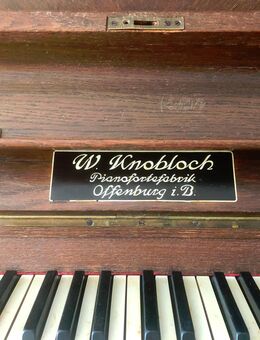 W. Knobloch
Pianofortefabrik
Offenburg i. B.